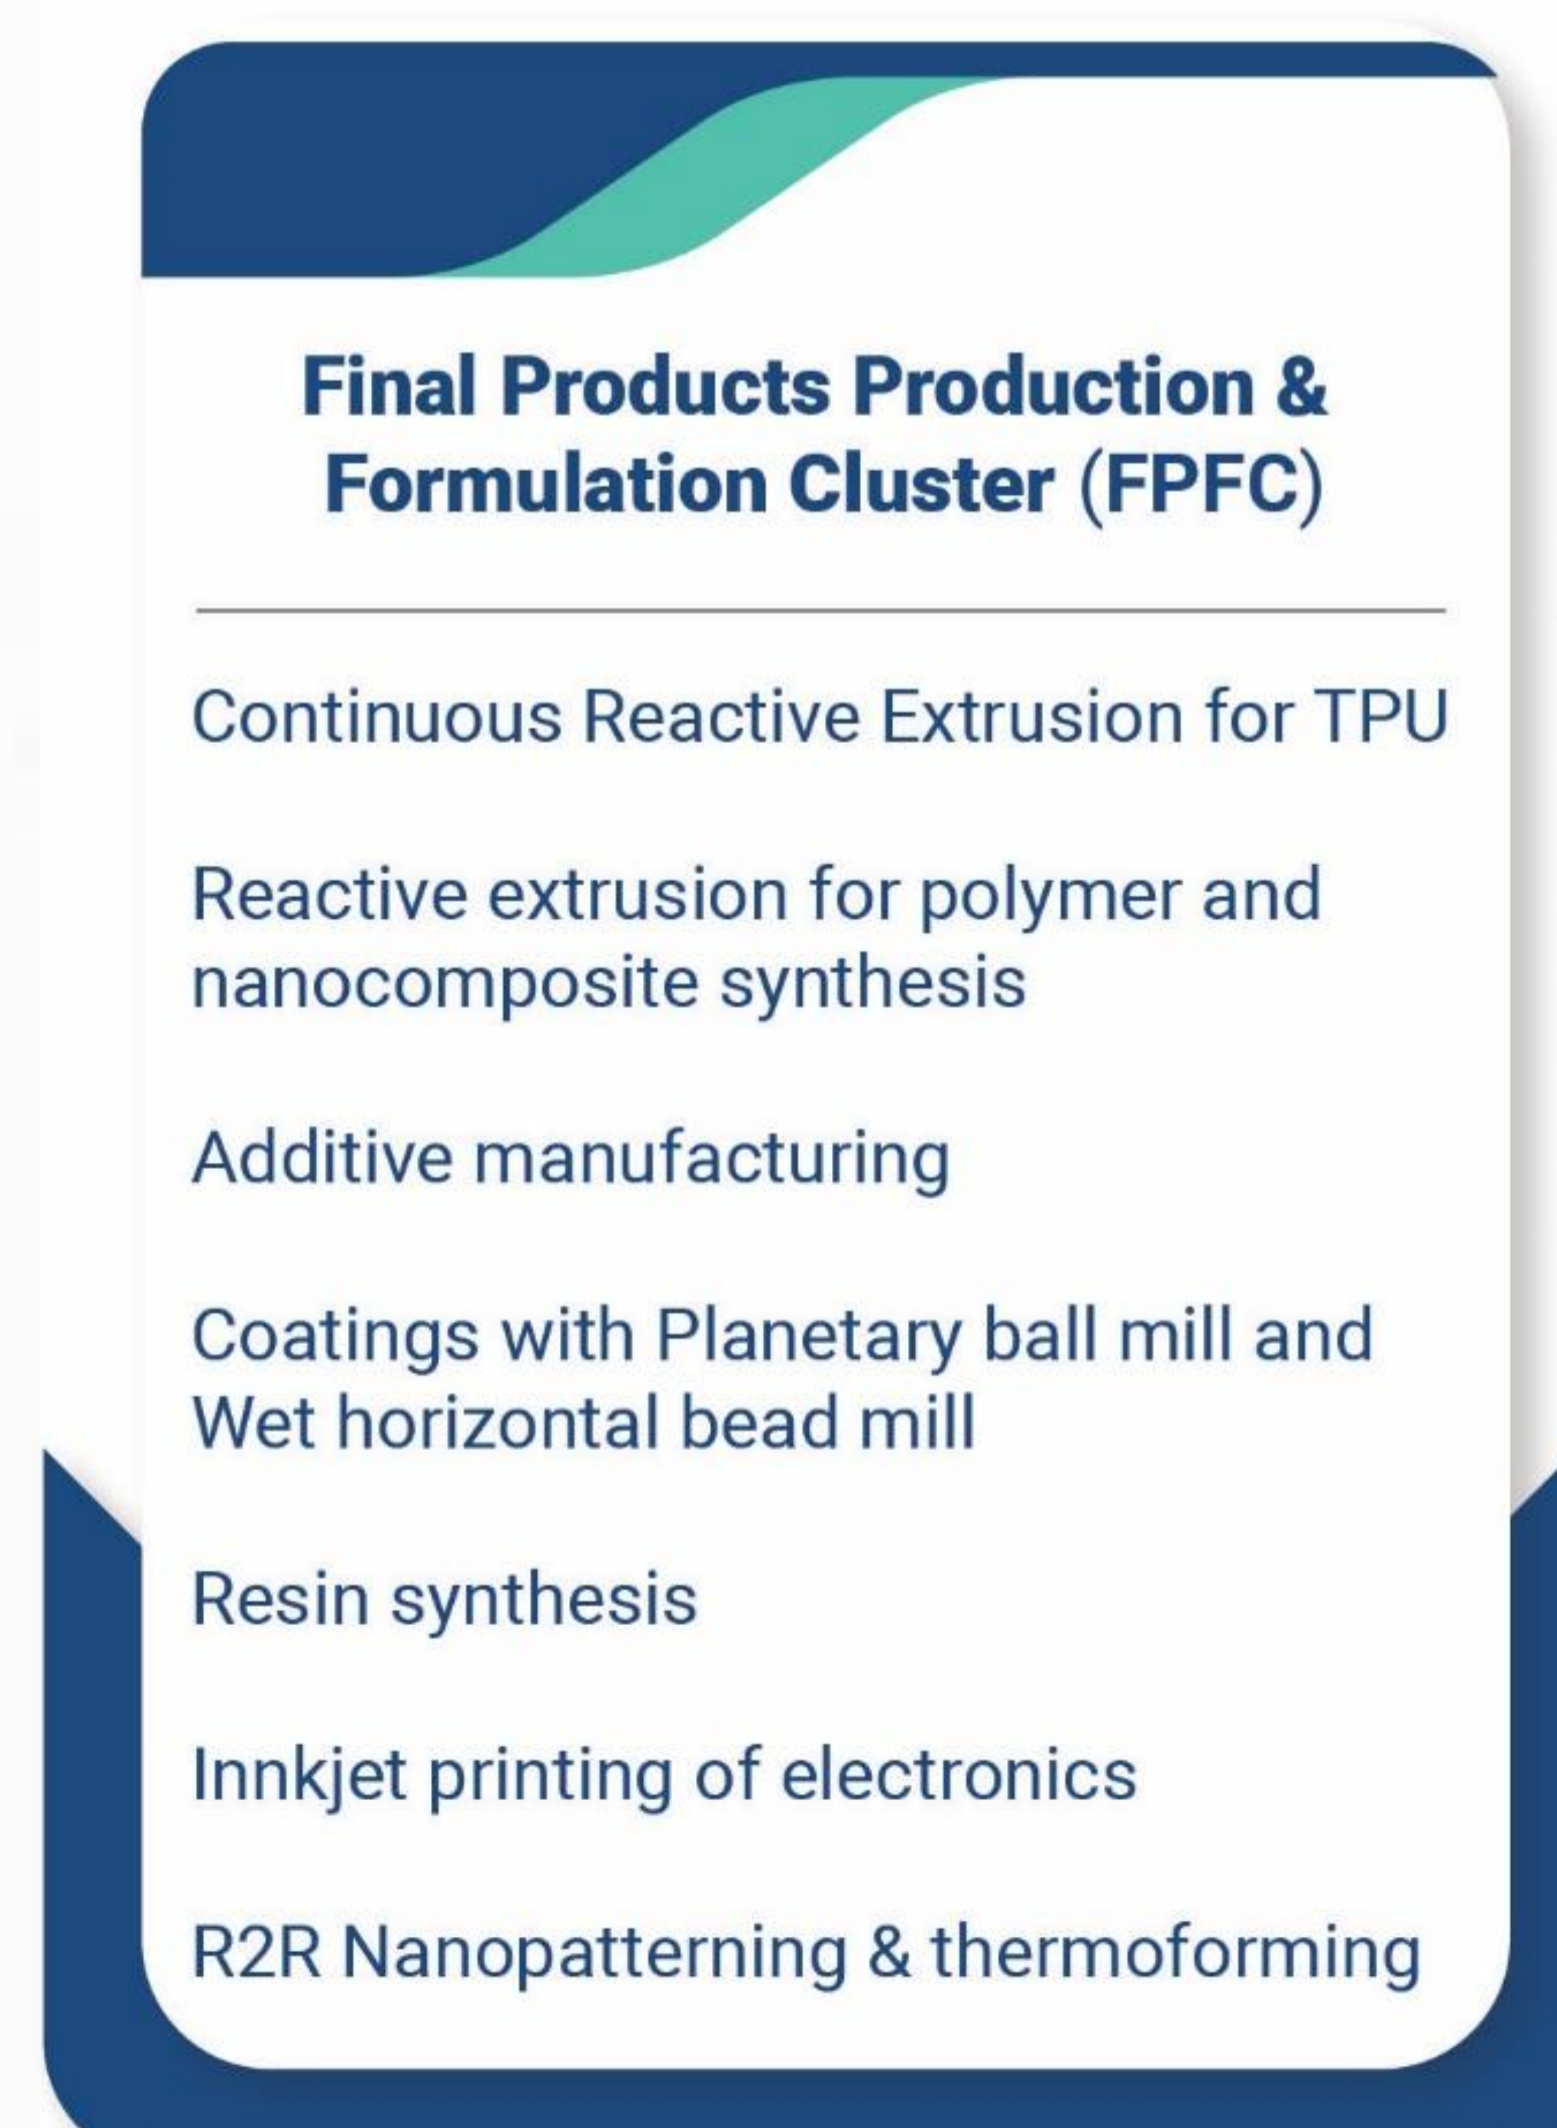 Final Products Production &
Formulation Cluster (FPFC)
Continuous Reactive Extrusion for TPU
Reactive extrusion for polymer and
nanocomposite synthesis
Additive manufacturing
Coatings with Planetary ball mill and
Wet horizontal bead mill
Resin synthesis
Innkjet printing of electronics
R2R Nanopatterning & thermoforming